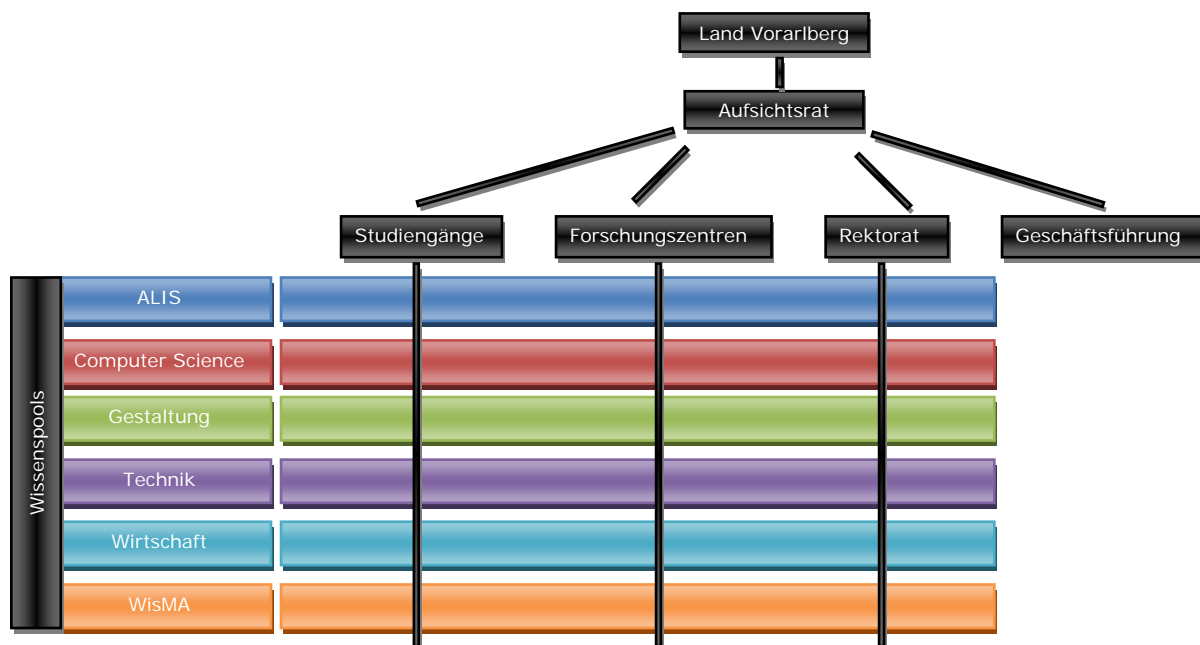 Land Vorarlberg
Aufsichtsrat
Studiengänge
Forschungszentren
Rektorat
Geschäftsführung
Wissenspools
ALIS
Computer Science
Gestaltung
Technik
Wirtschaft
WisMA